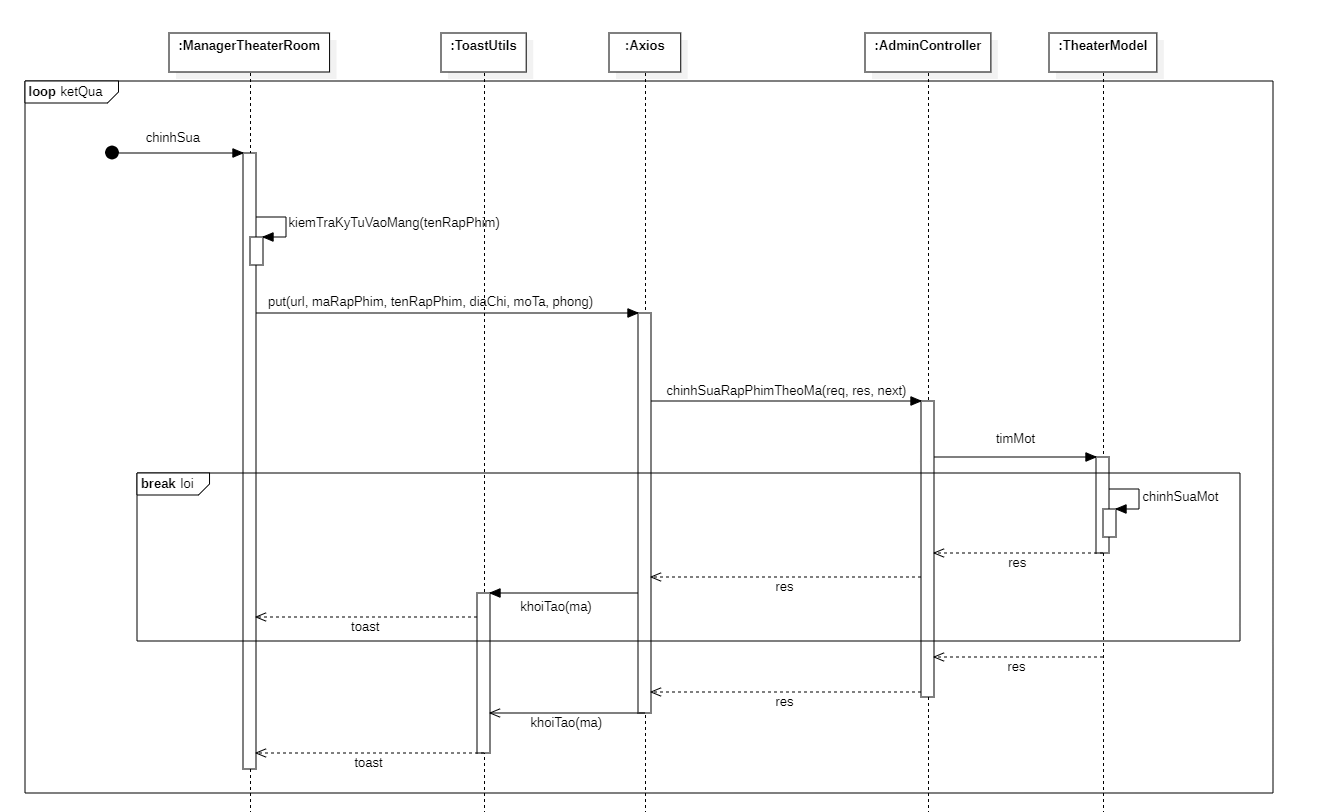 :ManagerTheaterRoom
:ToastUtils
:Axios
:AdminController
:TheaterModel
loop ketQua
chinhSua
kiemTraKyTuVaoMang(tenRapPhim)
put(url, maRapPhim, tenRapPhim, diaChi, moTa, phong)
chinhSuaRapPhimTheoMa(req, res, next)
timMot
break loi
chinhSuaMot
res
res
khoiTao(ma)
toast
res
res
khoiTao(ma)
toast